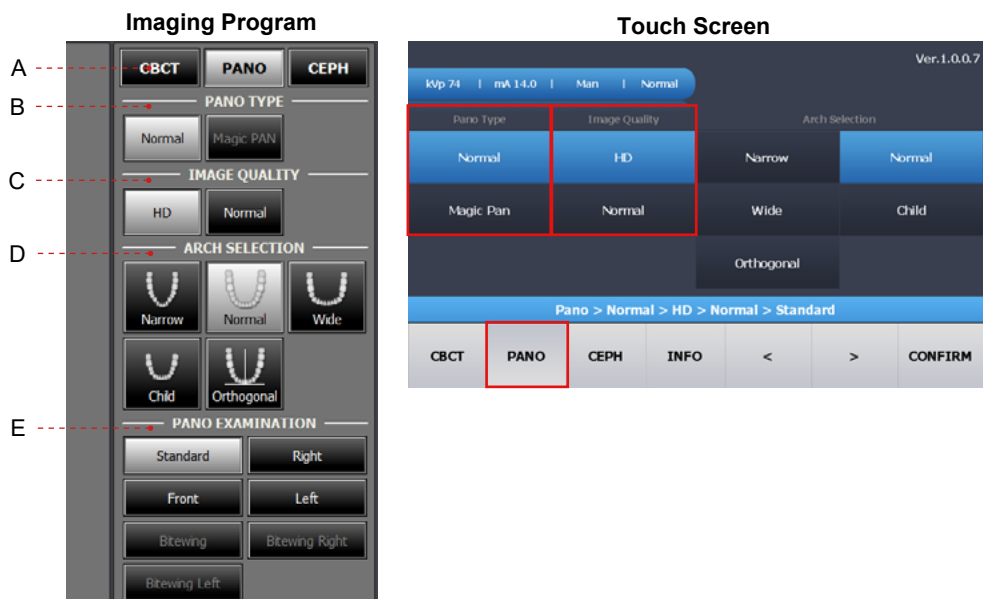 Imaging Program
A
CBCT PANO CEPH
B
PANO TYPE
Normal Magic PAN
C
IMAGE QUALITY
HD Normal
D
ARCH SELECTION
Narrow Normal Wide
Child Orthogonal
E
PANO EXAMINATION
Standard Right
Front Left
Bitewing Bitewing Right
Bitewing Left
Touch Screen
Ver.1.0.0.7
kVp 74 | mA 14.0 | Man | Normal
Pano Type Image Quality Arch Selection
Normal HD Narrow Normal
Magic Pan Normal Wide Child
Orthogonal
Pano > Normal > HD > Normal > Standard
CBCT PANO CEPH INFO < > CONFIRM